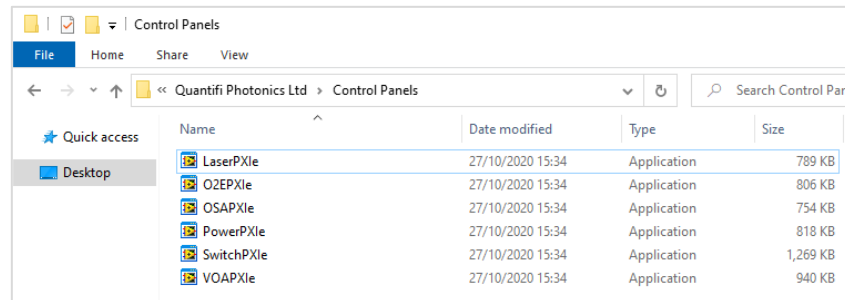 Control Panels
File Home Share View
« Quantifi Photonics Ltd > Control Panels Search Control Par
Quick access
Desktop
Name Date modified Type Size
LaserPXIe 27/10/2020 15:34 Application 789 KB
O2EPXIe 27/10/2020 15:34 Application 806 KB
OSAPXIe 27/10/2020 15:34 Application 754 KB
PowerPXIe 27/10/2020 15:34 Application 818 KB
SwitchPXIe 27/10/2020 15:34 Application 1,269 KB
VOAPXIe 27/10/2020 15:34 Application 940 KB